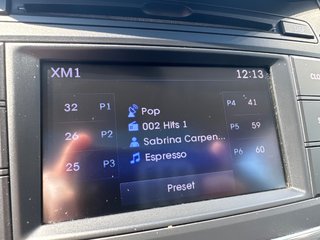 XM1 12:13
32 P1 Pop P4 41
002 Hits 1
26 P2 Sabrina Carpen... P5 59
25 P3 Espresso P6 60
Preset
CLO